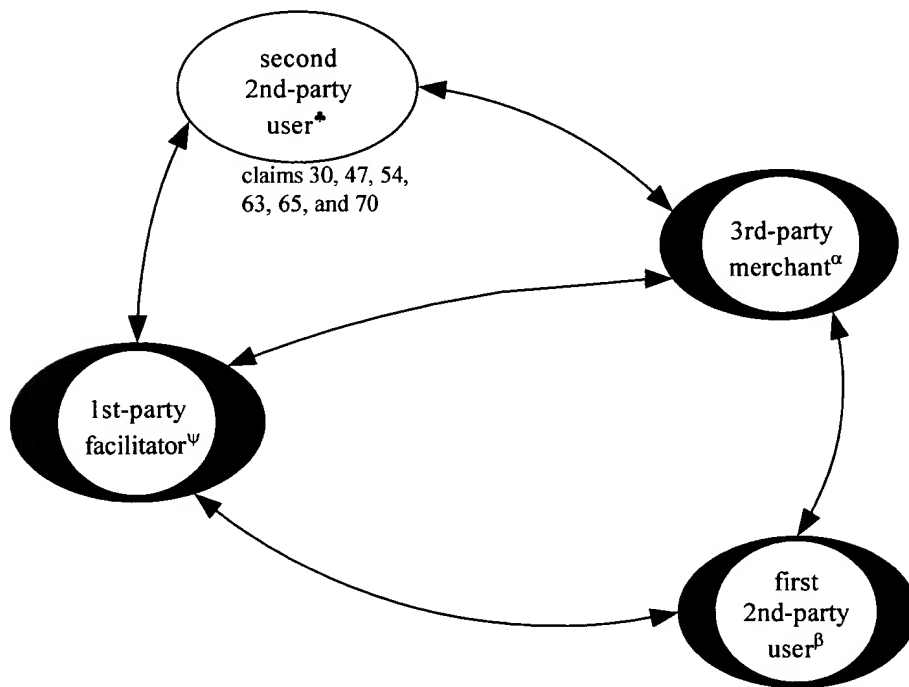 second
2nd-party
user♣
claims 30, 47, 54,
63, 65, and 70
3rd-party
merchantα
1st-party
facilitatorΨ
first
2nd-party
userβ